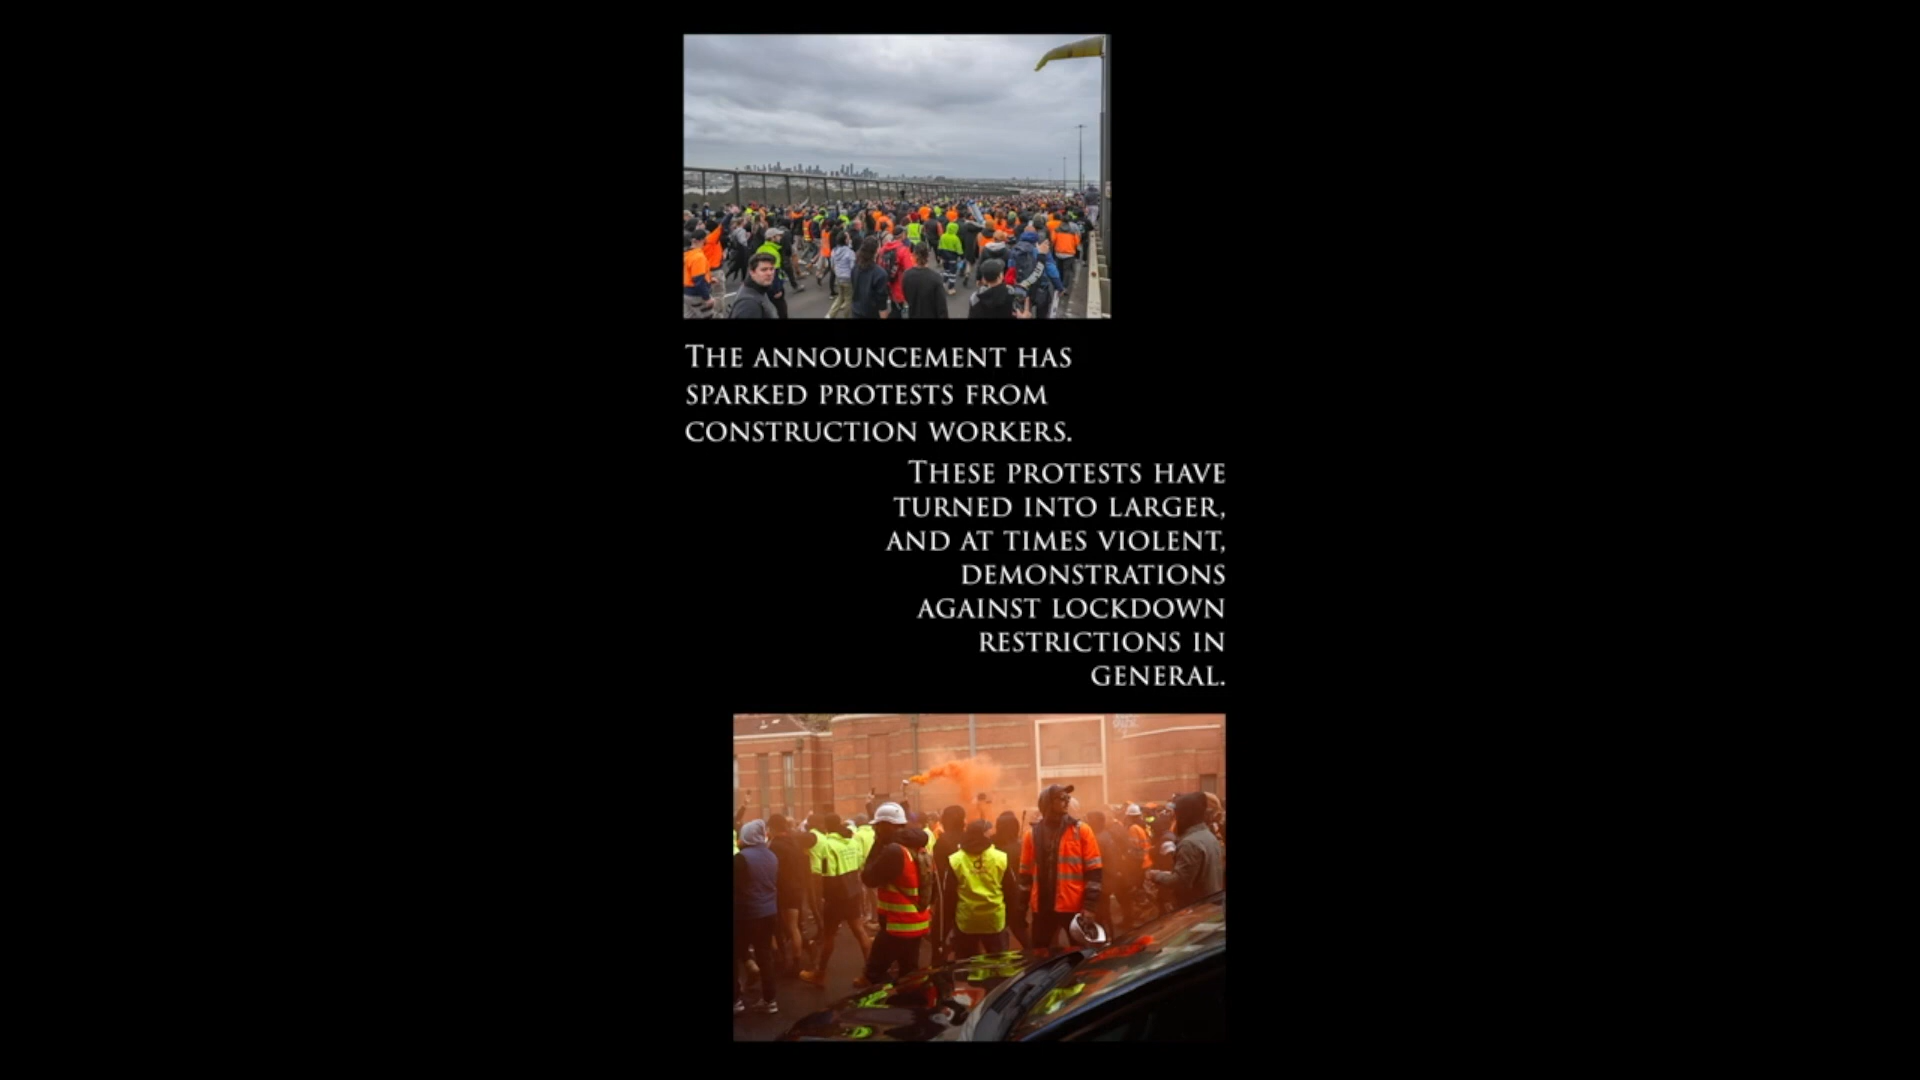 The announcement has
sparked protests from
construction workers.
These protests have
turned into larger,
and at times violent,
demonstrations
against lockdown
restrictions in
general.